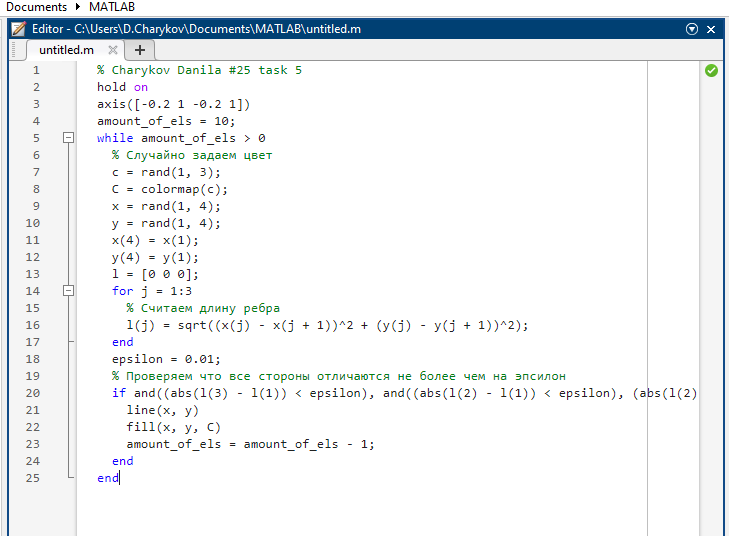 Documents ▸ MATLAB
Editor - C:\Users\D.Charykov\Documents\MATLAB\untitled.m
untitled.m
1 % Charykov Danila #25 task 5
2 hold on
3 axis([-0.2 1 -0.2 1])
4 amount_of_els = 10;
5 while amount_of_els > 0
6 % Случайно задаем цвет
7 c = rand(1, 3);
8 C = colormap(c);
9 x = rand(1, 4);
10 y = rand(1, 4);
11 x(4) = x(1);
12 y(4) = y(1);
13 l = [0 0 0];
14 for j = 1:3
15 % Считаем длину ребра
16 l(j) = sqrt((x(j) - x(j + 1))^2 + (y(j) - y(j + 1))^2);
17 end
18 epsilon = 0.01;
19 % Проверяем что все стороны отличаются не более чем на эпсилон
20 if and((abs(l(3) - l(1)) < epsilon), and((abs(l(2) - l(1)) < epsilon), (abs(l(2)
21 line(x, y)
22 fill(x, y, C)
23 amount_of_els = amount_of_els - 1;
24 end
25 end